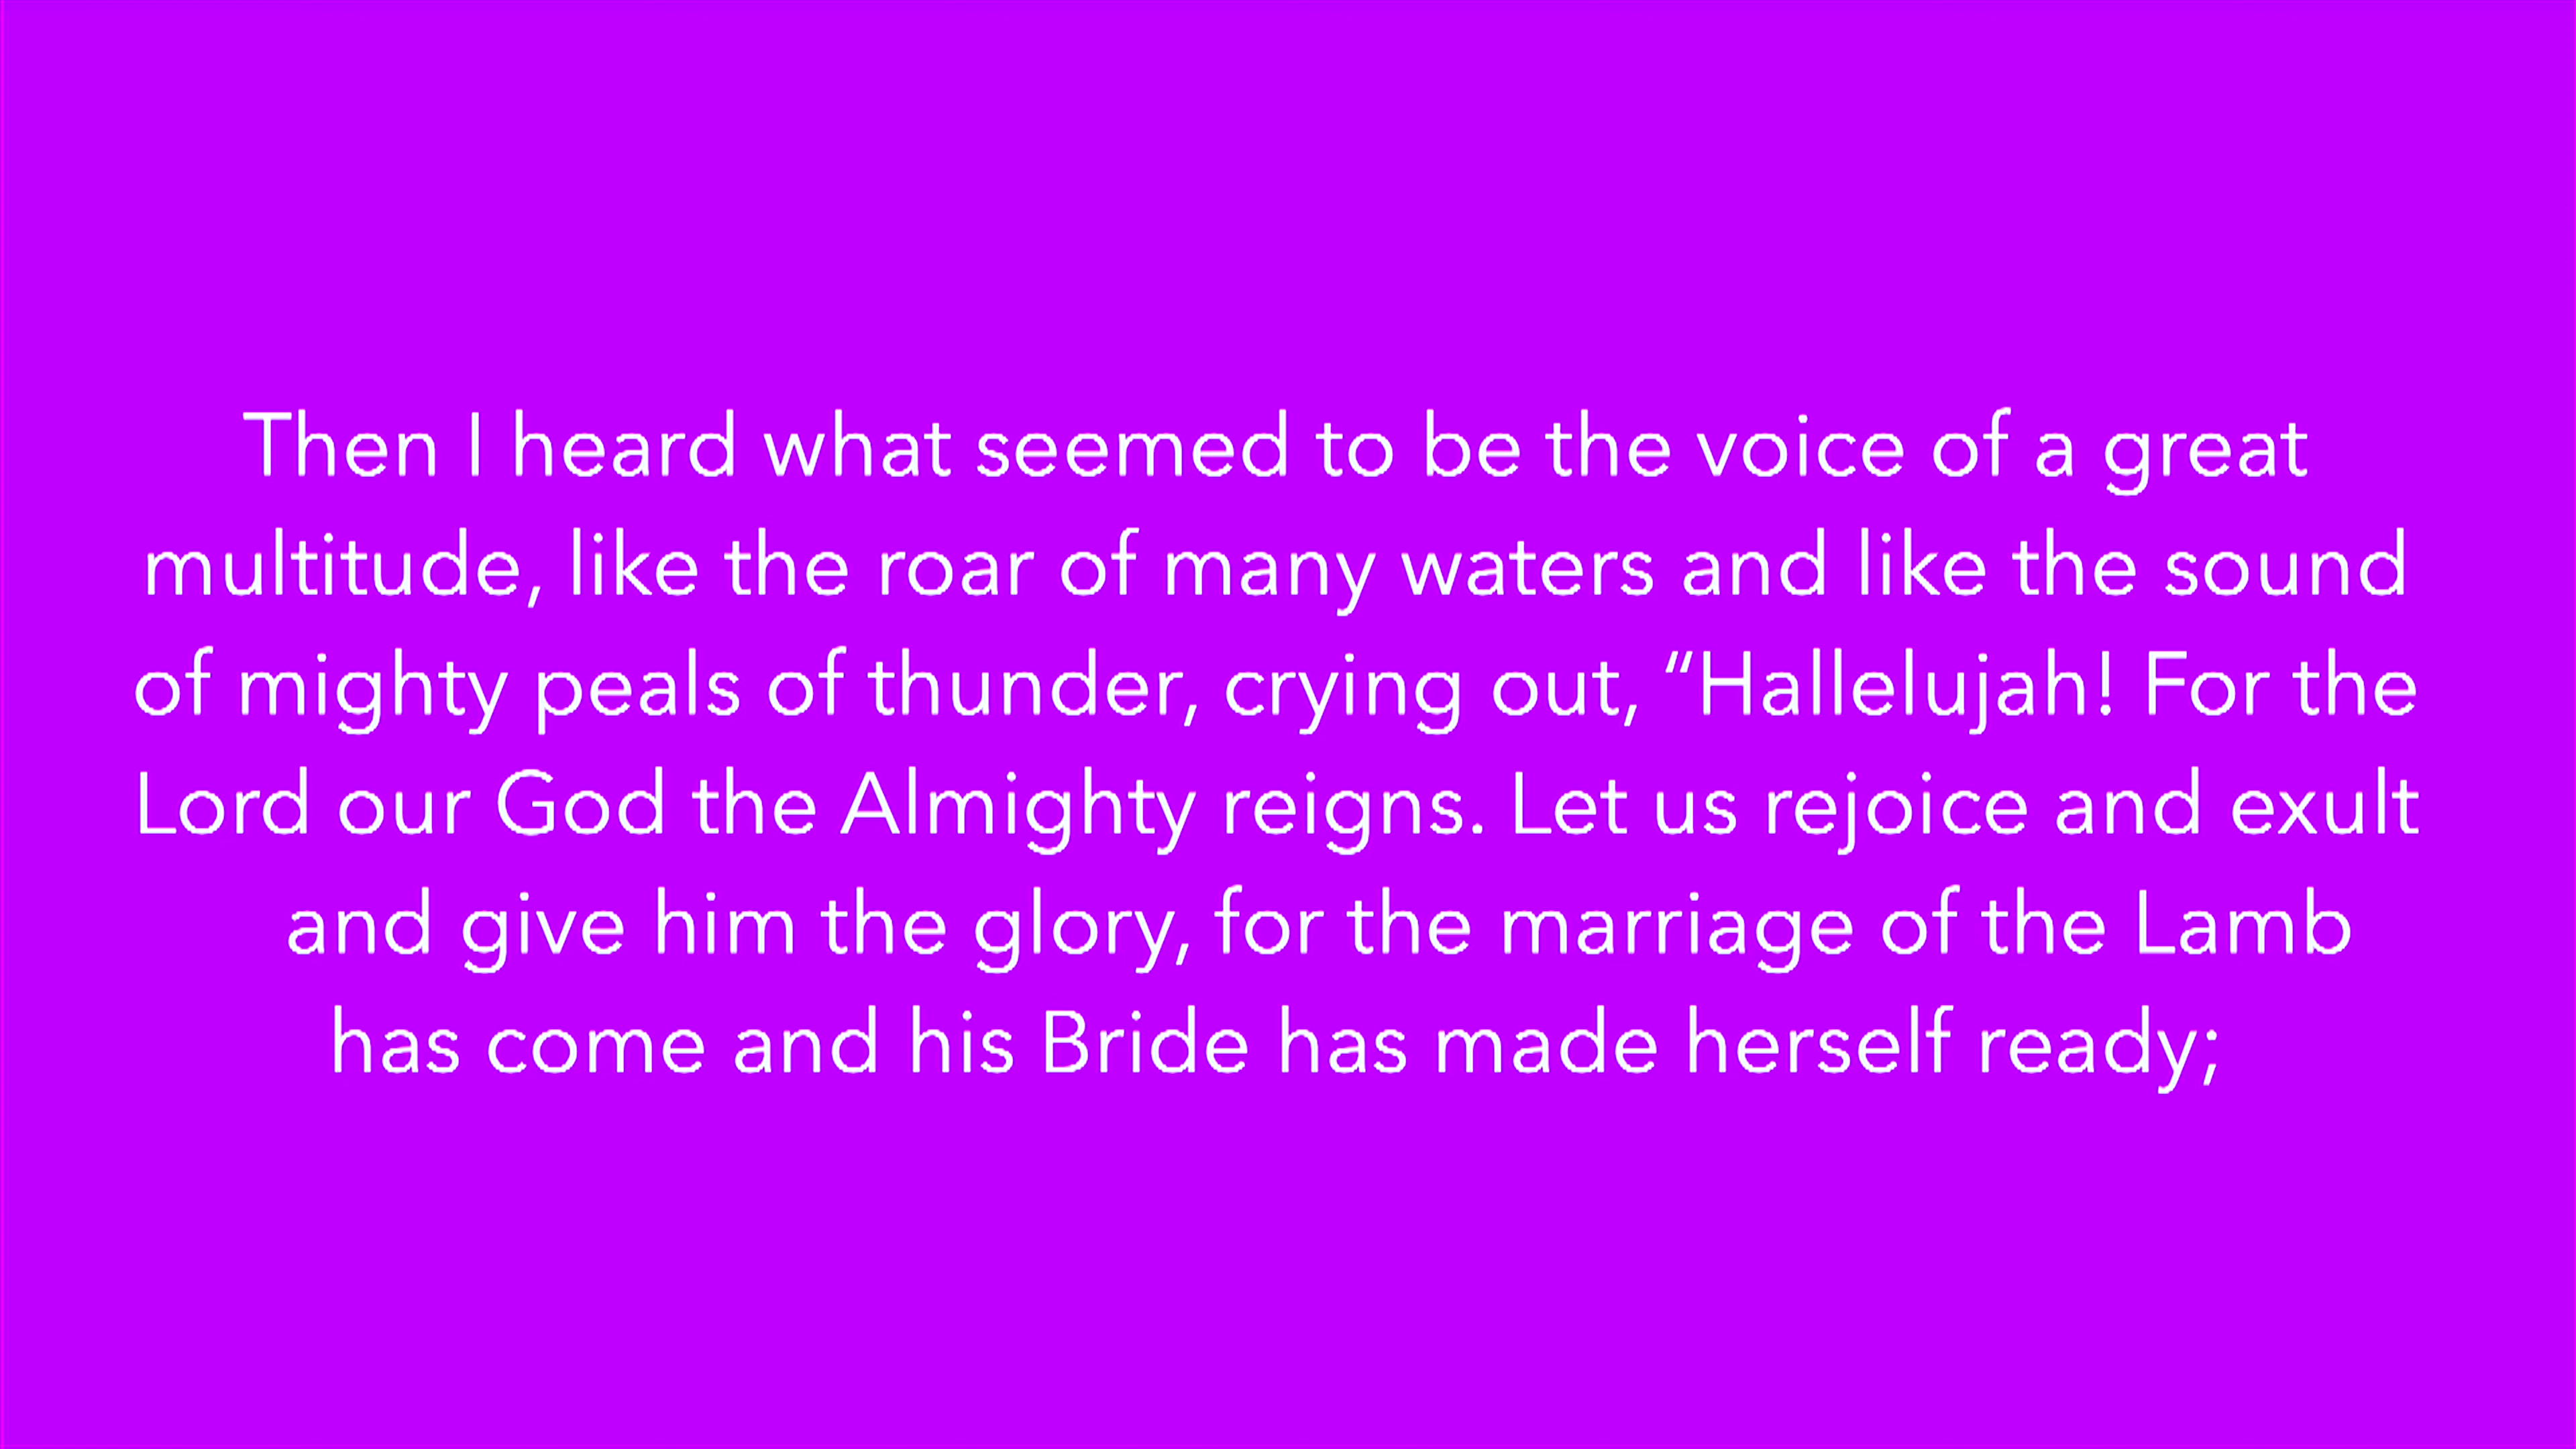 Then I heard what seemed to be the voice of a great
multitude, like the roar of many waters and like the sound
of mighty peals of thunder, crying out, “Hallelujah! For the
Lord our God the Almighty reigns. Let us rejoice and exult
and give him the glory, for the marriage of the Lamb
has come and his Bride has made herself ready;